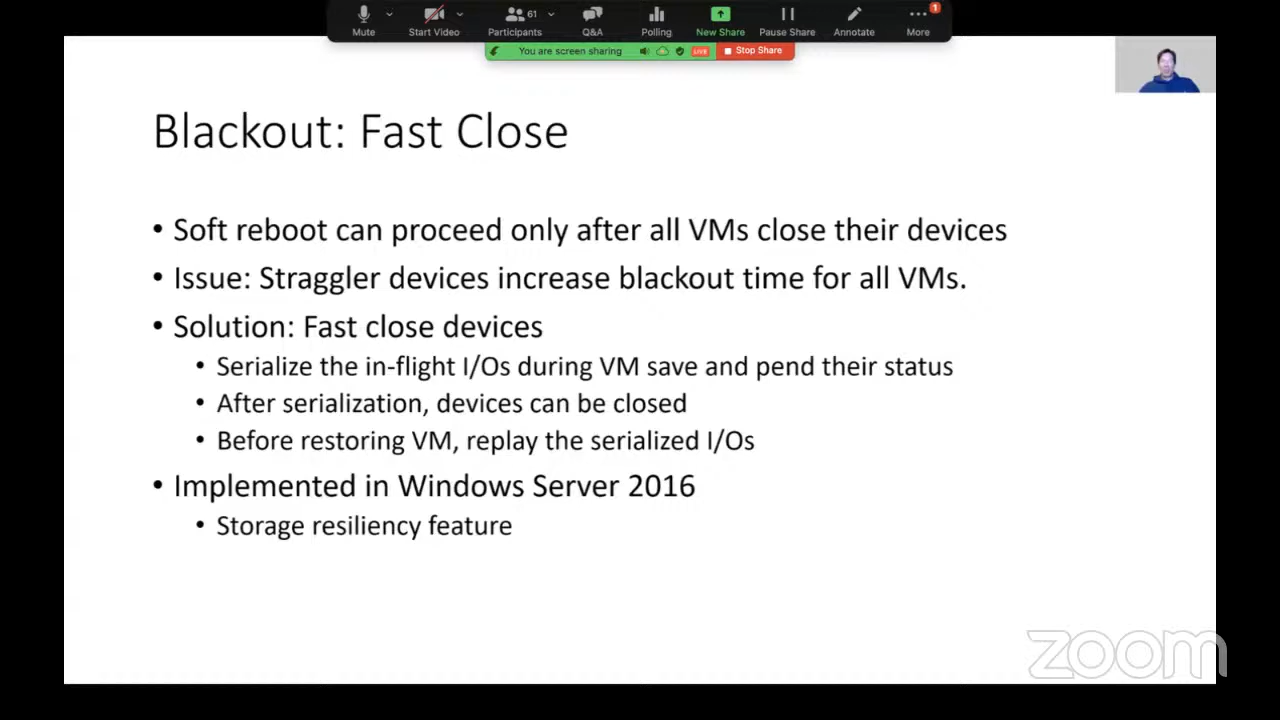 61
1
Mute
Start Video
Participants
Q&A
Polling
New Share
Pause Share
Annotate
More
You are screen sharing
LIVE
Stop Share
Blackout: Fast Close
• Soft reboot can proceed only after all VMs close their devices
• Issue: Straggler devices increase blackout time for all VMs.
• Solution: Fast close devices
• Serialize the in-flight I/Os during VM save and pend their status
• After serialization, devices can be closed
• Before restoring VM, replay the serialized I/Os
• Implemented in Windows Server 2016
• Storage resiliency feature
zoom